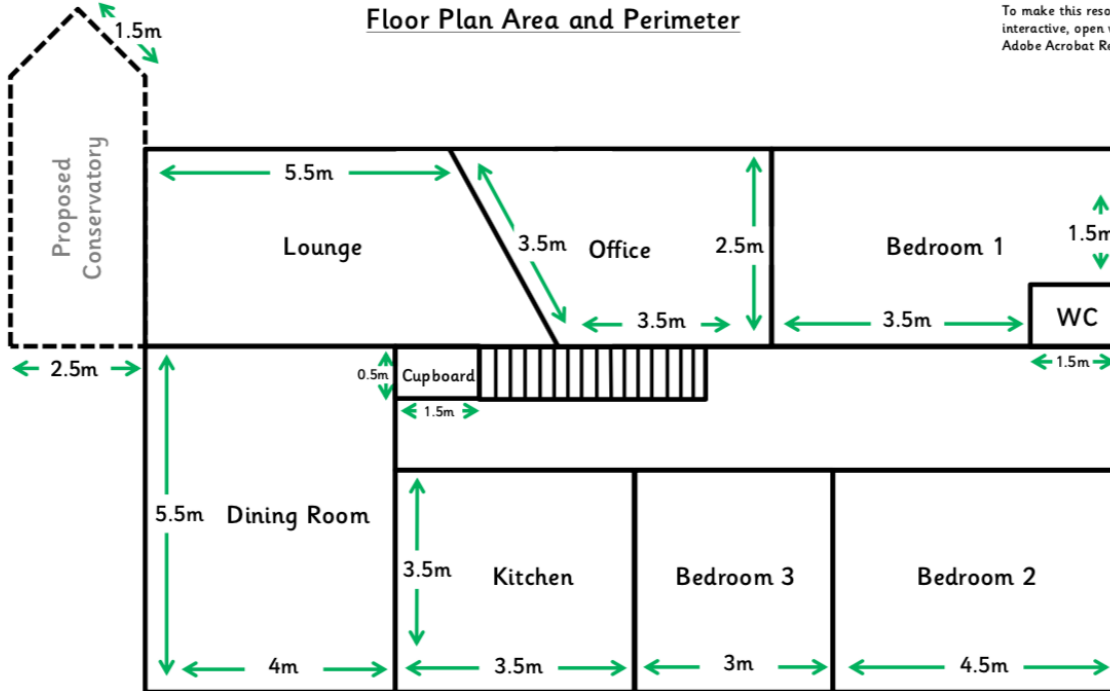 Floor Plan Area and Perimeter
To make this reso
interactive, open
Adobe Acrobat Re
1.5m
Proposed
Conservatory
2.5m
5.5m
Lounge
3.5m
Office
3.5m
2.5m
Bedroom 1
3.5m
1.5m
WC
1.5m
0.5m
Cupboard
1.5m
5.5m
Dining Room
4m
3.5m
Kitchen
3.5m
Bedroom 3
3m
Bedroom 2
4.5m